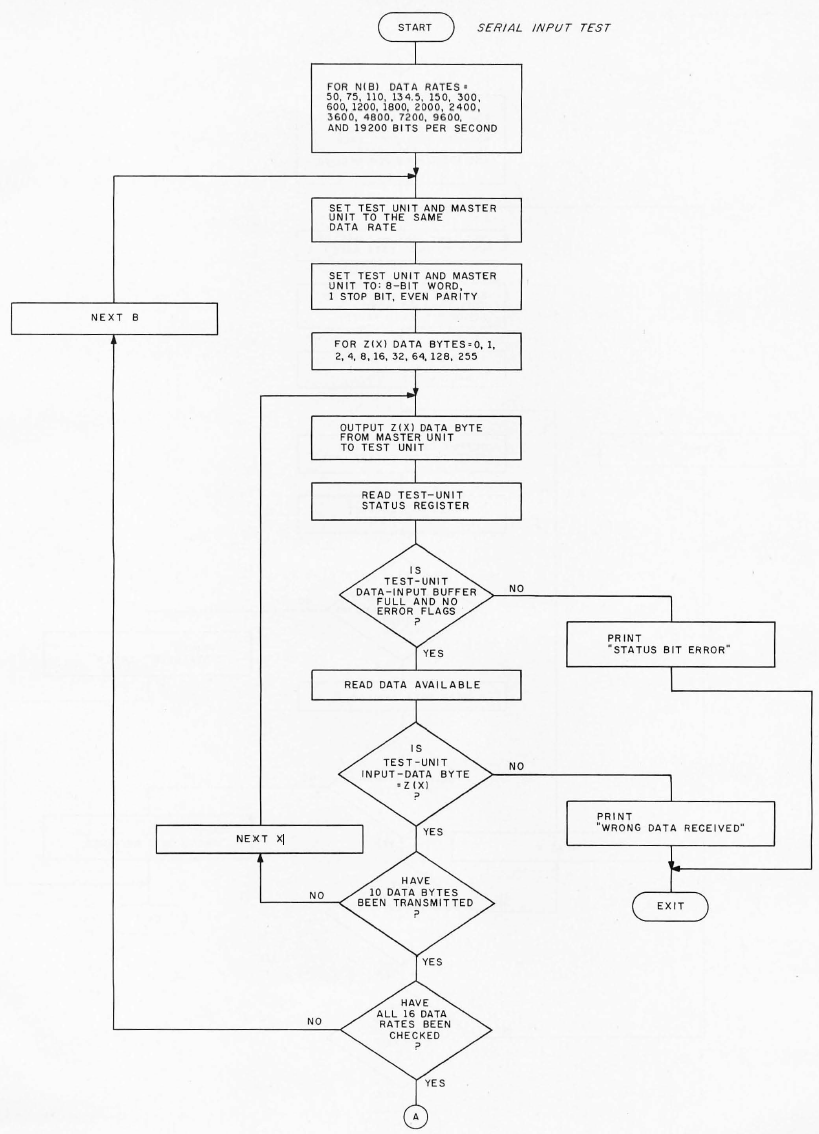 START
SERIAL INPUT TEST
FOR N(B) DATA RATES=
50, 75, 110, 134.5, 150, 300,
600, 1200, 1800, 2000, 2400,
3600, 4800, 7200, 9600,
AND 19200 BITS PER SECOND
SET TEST UNIT AND MASTER
UNIT TO THE SAME
DATA RATE
SET TEST UNIT AND MASTER
UNIT TO: 8-BIT WORD,
1 STOP BIT, EVEN PARITY
NEXT B
FOR Z(X) DATA BYTES=0, 1,
2, 4, 8, 16, 32, 64, 128, 255
OUTPUT Z(X) DATA BYTE
FROM MASTER UNIT
TO TEST UNIT
READ TEST-UNIT
STATUS REGISTER
IS
TEST-UNIT
DATA-INPUT BUFFER
FULL AND NO
ERROR FLAGS
?
NO
PRINT
"STATUS BIT ERROR"
YES
READ DATA AVAILABLE
IS
TEST-UNIT
INPUT-DATA BYTE
=Z(X)
?
NO
PRINT
"WRONG DATA RECEIVED"
YES
NEXT X
HAVE
10 DATA BYTES
BEEN TRANSMITTED
?
NO
EXIT
YES
HAVE
ALL 16 DATA
RATES BEEN
CHECKED
?
NO
YES
A